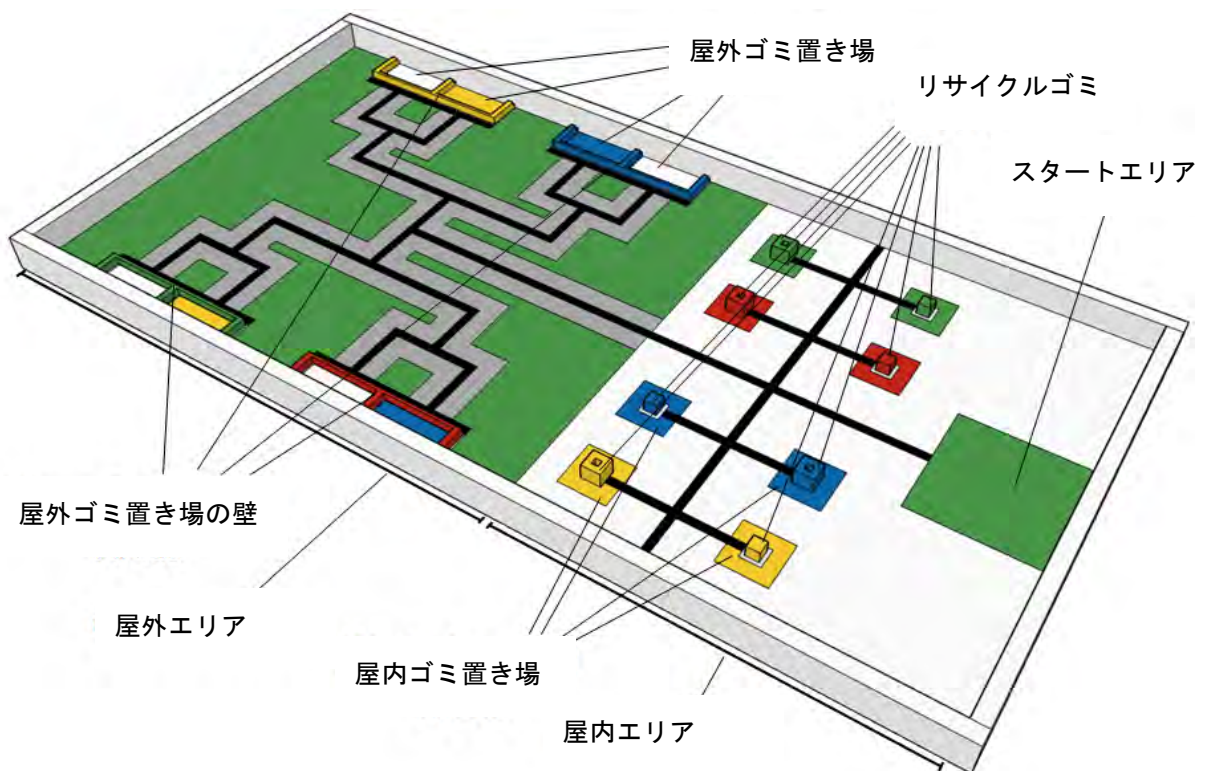 屋外ゴミ置き場
リサイクルゴミ
スタートエリア
屋外ゴミ置き場の壁
屋外エリア
屋内ゴミ置き場
屋内エリア